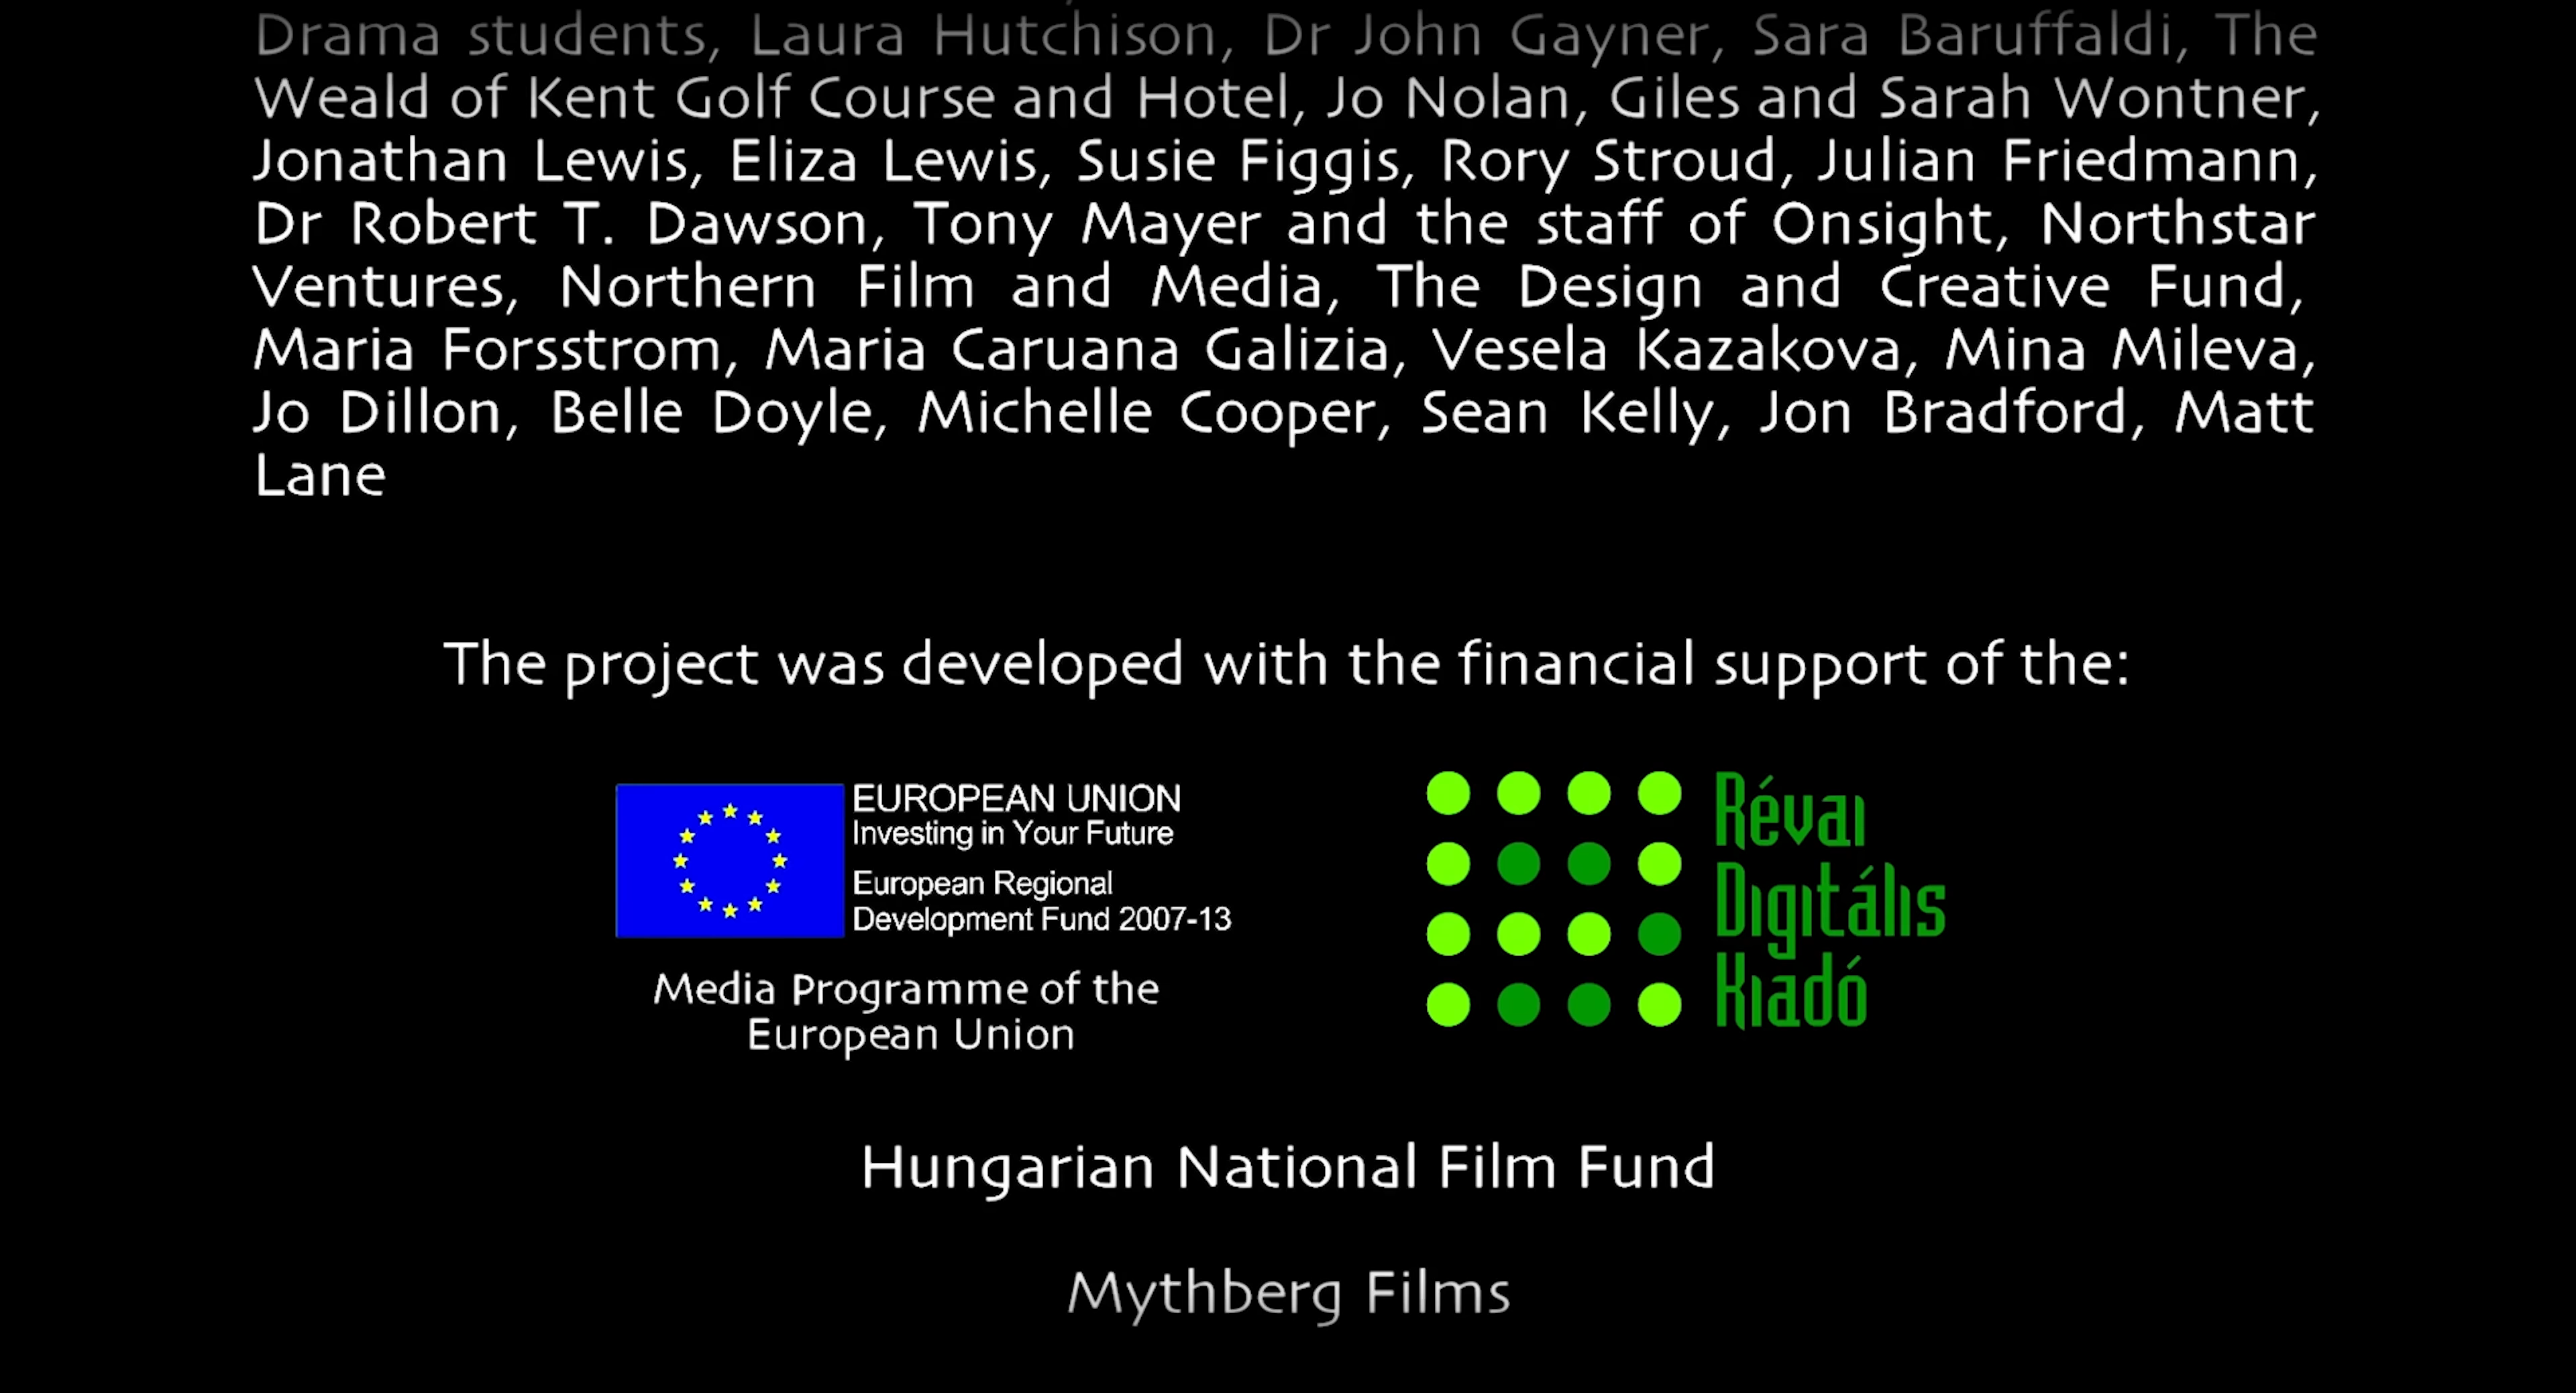 Drama students, Laura Hutchison, Dr John Gayner, Sara Baruffaldi, The
Weald of Kent Golf Course and Hotel, Jo Nolan, Giles and Sarah Wontner,
Jonathan Lewis, Eliza Lewis, Susie Figgis, Rory Stroud, Julian Friedmann,
Dr Robert T. Dawson, Tony Mayer and the staff of Onsight, Northstar
Ventures, Northern Film and Media, The Design and Creative Fund,
Maria Forsstrom, Maria Caruana Galizia, Vesela Kazakova, Mina Mileva,
Jo Dillon, Belle Doyle, Michelle Cooper, Sean Kelly, Jon Bradford, Matt
Lane
The project was developed with the financial support of the:
EUROPEAN UNION
Investing in Your Future
European Regional
Development Fund 2007-13
Media Programme of the
European Union
Révai
Digitális
Kiadó
Hungarian National Film Fund
Mythberg Films